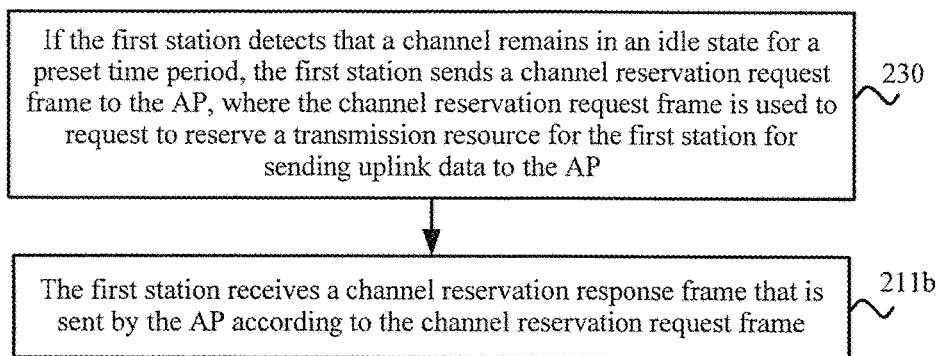 If the first station detects that a channel remains in an idle state for a
preset time period, the first station sends a channel reservation request
frame to the AP, where the channel reservation request frame is used to
request to reserve a transmission resource for the first station for
sending uplink data to the AP
230
The first station receives a channel reservation response frame that is
sent by the AP according to the channel reservation request frame
211b